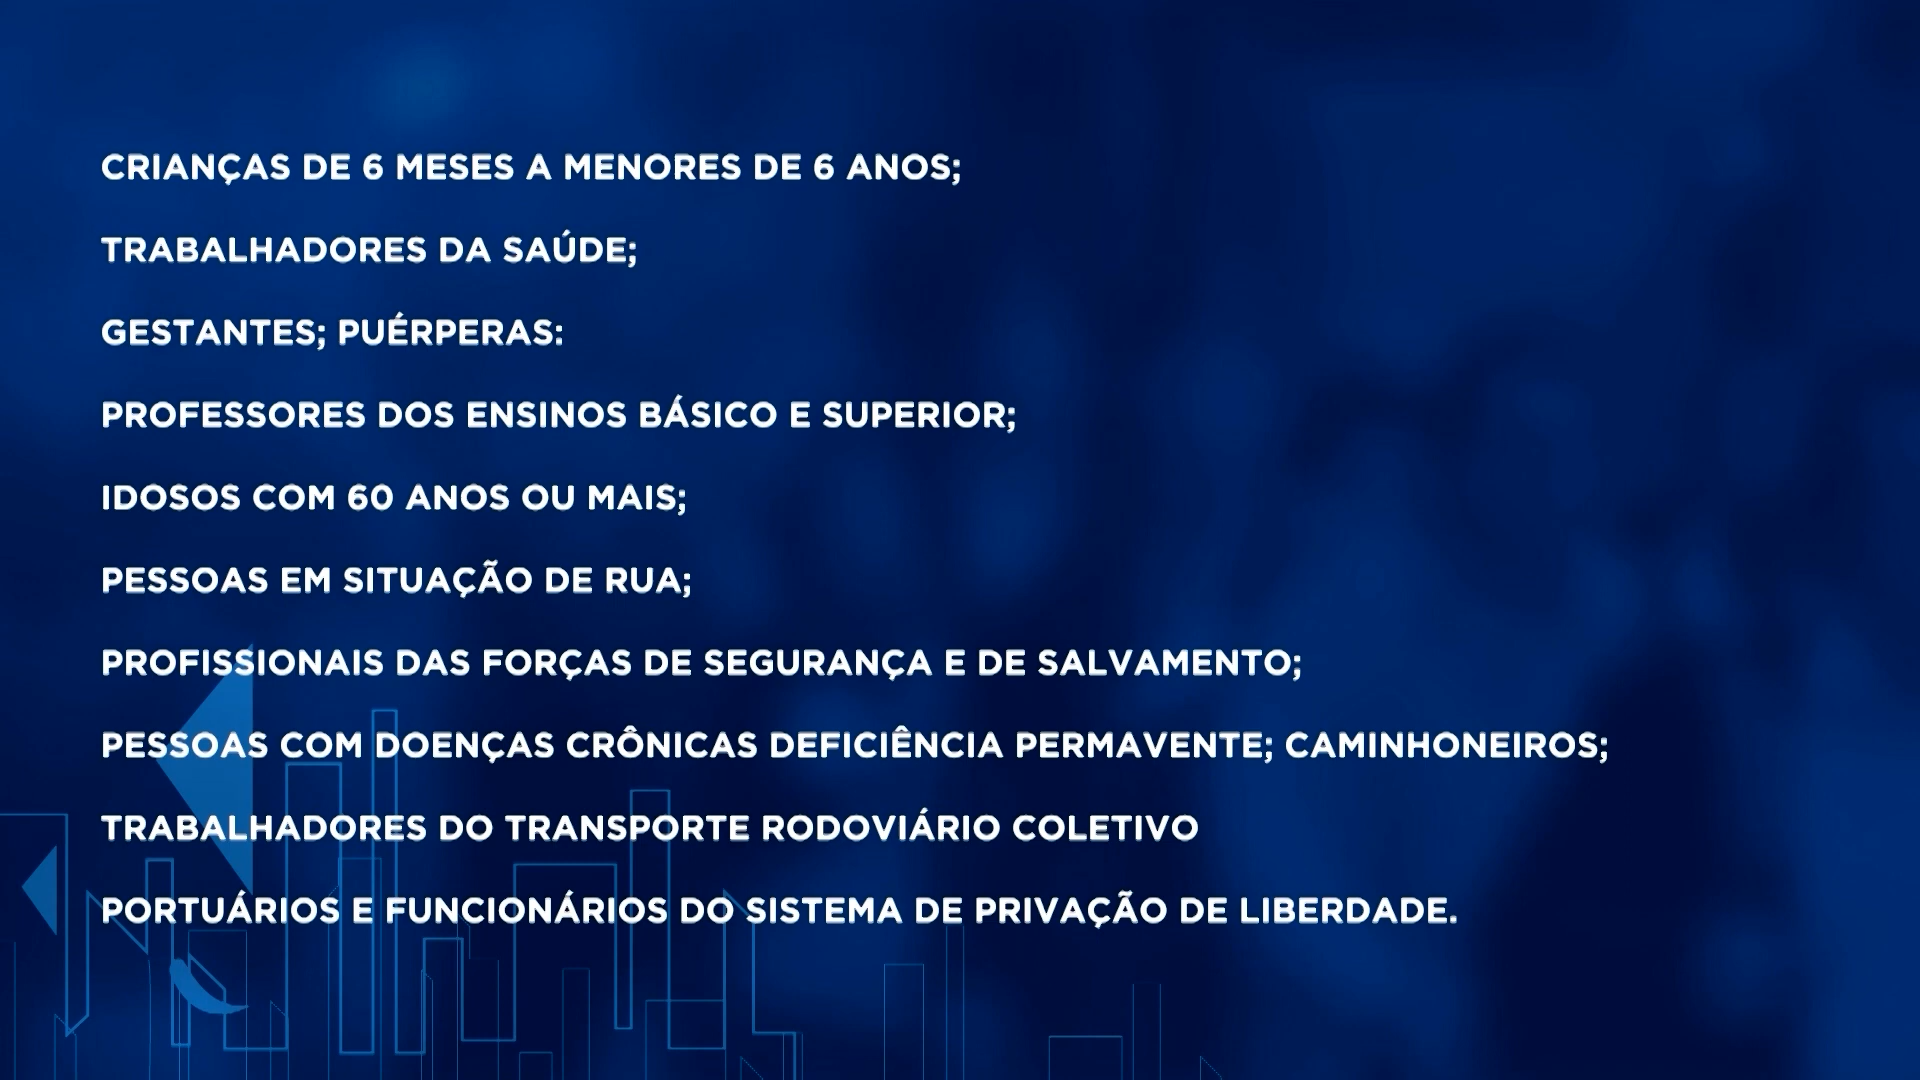 CRIANÇAS DE 6 MESES A MENORES DE 6 ANOS;
TRABALHADORES DA SAÚDE;
GESTANTES; PUÉRPERAS:
PROFESSORES DOS ENSINOS BÁSICO E SUPERIOR;
IDOSOS COM 60 ANOS OU MAIS;
PESSOAS EM SITUAÇÃO DE RUA;
PROFISSIONAIS DAS FORÇAS DE SEGURANÇA E DE SALVAMENTO;
PESSOAS COM DOENÇAS CRÔNICAS DEFICIÊNCIA PERMAVENTE; CAMINHONEIROS;
TRABALHADORES DO TRANSPORTE RODOVIÁRIO COLETIVO
PORTUÁRIOS E FUNCIONÁRIOS DO SISTEMA DE PRIVAÇÃO DE LIBERDADE.